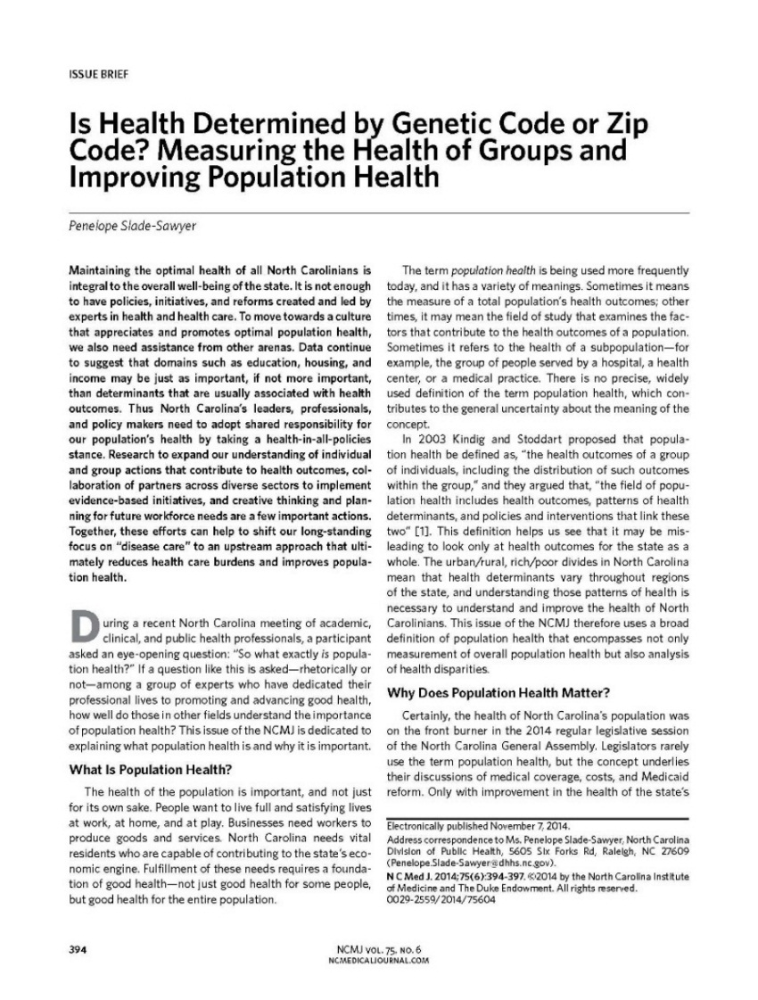 ISSUE BRIEF
Is Health Determined by Genetic Code or Zip
Code? Measuring the Health of Groups and
Improving Population Health
Penelope Slade-Sawyer
Maintaining the optimal health of all North Carolinians is
integral to the overall well-being of the state. It is not enough
to have policies, initiatives, and reforms created and led by
experts in health and health care. To move towards a culture
that appreciates and promotes optimal population health,
we also need assistance from other arenas. Data continue
to suggest that domains such as education, housing, and
income may be just as important, if not more important,
than determinants that are usually associated with health
outcomes. Thus North Carolina's leaders, professionals,
and policy makers need to adopt shared responsibility for
our population's health by taking a health-in-all-policies
stance. Research to expand our understanding of individual
and group actions that contribute to health outcomes, col-
laboration of partners across diverse sectors to implement
evidence-based initiatives, and creative thinking and plan-
ning for future workforce needs are a few important actions.
Together, these efforts can help to shift our long-standing
focus on "disease care" to an upstream approach that ulti-
mately reduces health care burdens and improves popula-
tion health.
During a recent North Carolina meeting of academic,
clinical, and public health professionals, a participant
asked an eye-opening question: "So what exactly is popula-
tion health?" If a question like this is asked—rhetorically or
not—among a group of experts who have dedicated their
professional lives to promoting and advancing good health,
how well do those in other fields understand the importance
of population health? This issue of the NCMJ is dedicated to
explaining what population health is and why it is important.
What Is Population Health?
The health of the population is important, and not just
for its own sake. People want to live full and satisfying lives
at work, at home, and at play. Businesses need workers to
produce goods and services. North Carolina needs vital
residents who are capable of contributing to the state's eco-
nomic engine. Fulfillment of these needs requires a founda-
tion of good health—not just good health for some people,
but good health for the entire population.
The term population health is being used more frequently
today, and it has a variety of meanings. Sometimes it means
the measure of a total population's health outcomes; other
times, it may mean the field of study that examines the fac-
tors that contribute to the health outcomes of a population.
Sometimes it refers to the health of a subpopulation—for
example, the group of people served by a hospital, a health
center, or a medical practice. There is no precise, widely
used definition of the term population health, which con-
tributes to the general uncertainty about the meaning of the
concept.
In 2003 Kindig and Stoddart proposed that popula-
tion health be defined as, "the health outcomes of a group
of individuals, including the distribution of such outcomes
within the group," and they argued that, "the field of popu-
lation health includes health outcomes, patterns of health
determinants, and policies and interventions that link these
two" [1]. This definition helps us see that it may be mis-
leading to look only at health outcomes for the state as a
whole. The urban/rural, rich/poor divides in North Carolina
mean that health determinants vary throughout regions
of the state, and understanding those patterns of health is
necessary to understand and improve the health of North
Carolinians. This issue of the NCMJ therefore uses a broad
definition of population health that encompasses not only
measurement of overall population health but also analysis
of health disparities.
Why Does Population Health Matter?
Certainly, the health of North Carolina's population was
on the front burner in the 2014 regular legislative session
of the North Carolina General Assembly. Legislators rarely
use the term population health, but the concept underlies
their discussions of medical coverage, costs, and Medicaid
reform. Only with improvement in the health of the state's
Electronically published November 7, 2014.
Address correspondence to Ms. Penelope Slade-Sawyer, North Carolina
Division of Public Health, 5605 Six Forks Rd, Raleigh, NC 27609
(Penelope.Slade-Sawyer@dhhs.nc.gov).
N C Med J. 2014;75(6):394-397. ©2014 by the North Carolina Institute
of Medicine and The Duke Endowment. All rights reserved.
0029-2559/2014/75604
394
NCMJ VOL. 75, NO. 6
NCMEDICALJOURNAL.COM